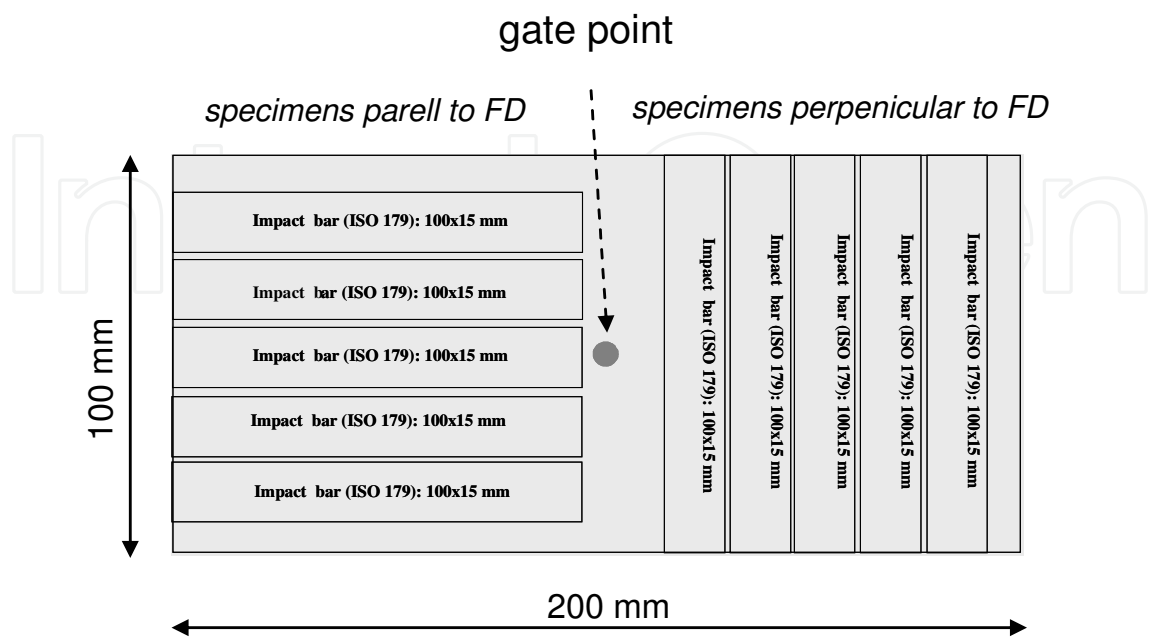 gate point
specimens parell to FD
specimens perpenicular to FD
Impact bar (ISO 179): 100x15 mm
Impact bar (ISO 179): 100x15 mm
Impact bar (ISO 179): 100x15 mm
Impact bar (ISO 179): 100x15 mm
Impact bar (ISO 179): 100x15 mm
Impact bar (ISO 179): 100x15 mm
Impact bar (ISO 179): 100x15 mm
Impact bar (ISO 179): 100x15 mm
Impact bar (ISO 179): 100x15 mm
Impact bar (ISO 179): 100x15 mm
100 mm
200 mm